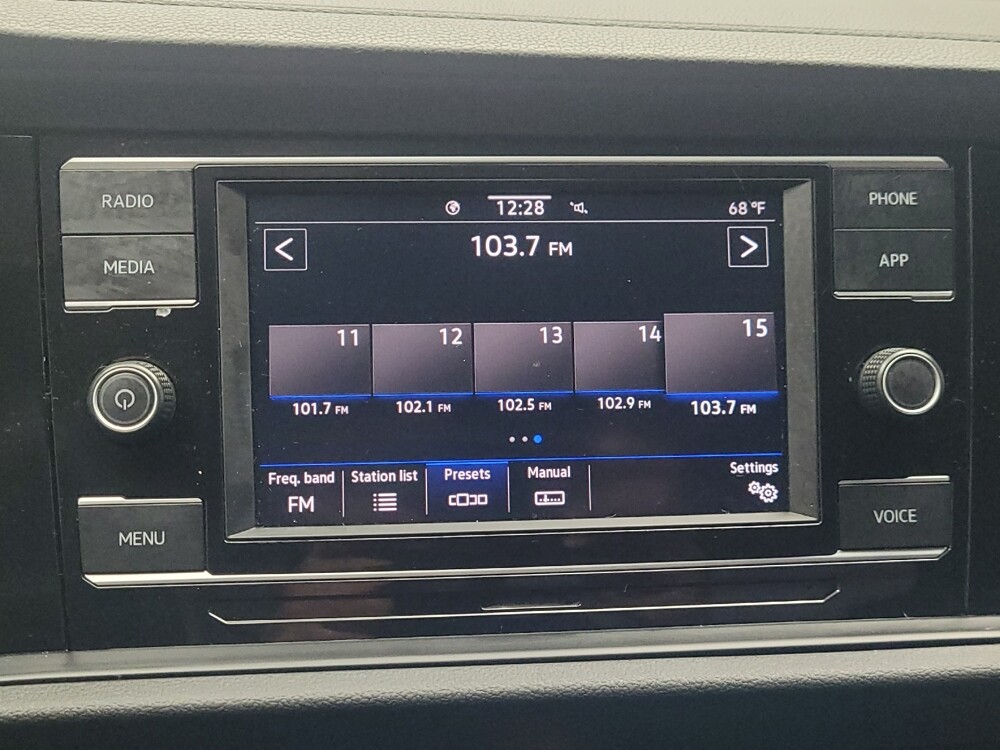 RADIO
MEDIA
MENU
12:28
68°F
<
103.7 FM
>
11
12
13
14
15
101.7 FM
102.1 FM
102.5 FM
102.9 FM
103.7 FM
Freq. band
FM
Station list
Presets
Manual
Settings
PHONE
APP
VOICE